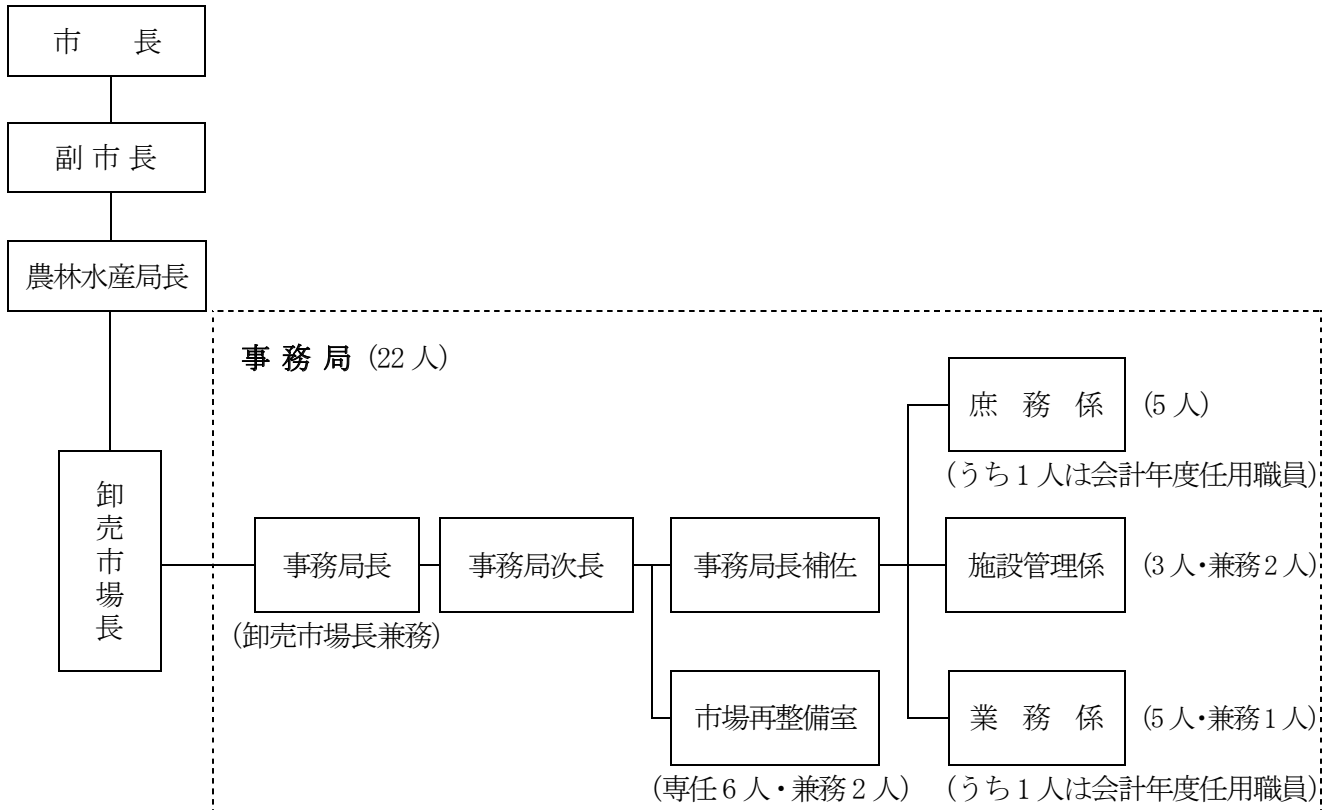 市　長
副 市 長
農林水産局長
事 務 局 (22 人)
卸売市場長
事務局長
(卸売市場長兼務)
事務局次長
事務局長補佐
市場再整備室
(専任 6 人・兼務 2 人)
庶 務 係 (5 人)
(うち 1 人は会計年度任用職員)
施設管理係 (3 人・兼務 2 人)
業 務 係 (5 人・兼務 1 人)
(うち 1 人は会計年度任用職員)